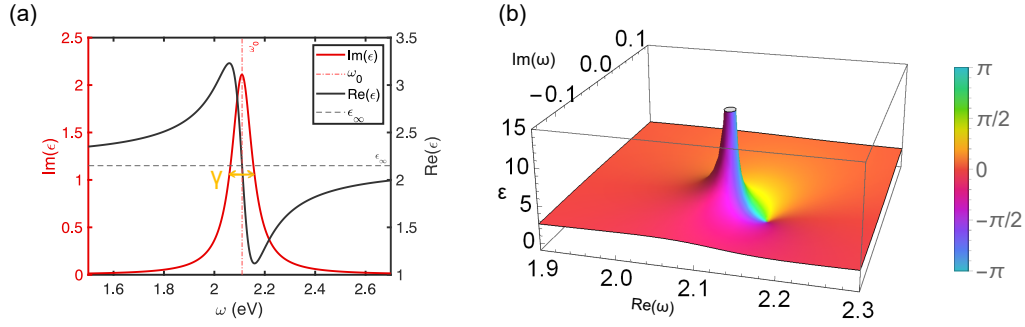 (a)
2.5
2
1.5
1
0.5
0
Im(ϵ)
ω₀
Im(ϵ)
ω₀
Re(ϵ)
ϵ∞
ϵ∞
γ
3.5
3
2.5
2
1.5
1
Re(ϵ)
1.6 1.8 2 2.2 2.4 2.6
ω (eV)
(b)
Im(ω)
0.1
0.0
−0.1
15
10
5
0
ε
1.9 2.0 2.1 2.2 2.3
Re(ω)
π
π/2
0
−π/2
−π